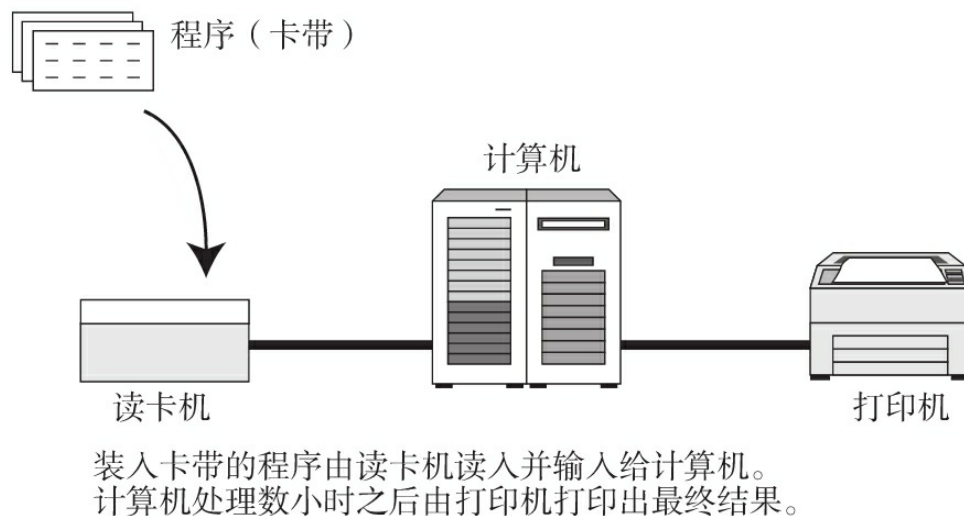 程序（卡带）
计算机
读卡机
打印机
装入卡带的程序由读卡机读入并输入给计算机。
计算机处理数小时之后由打印机打印出最终结果。